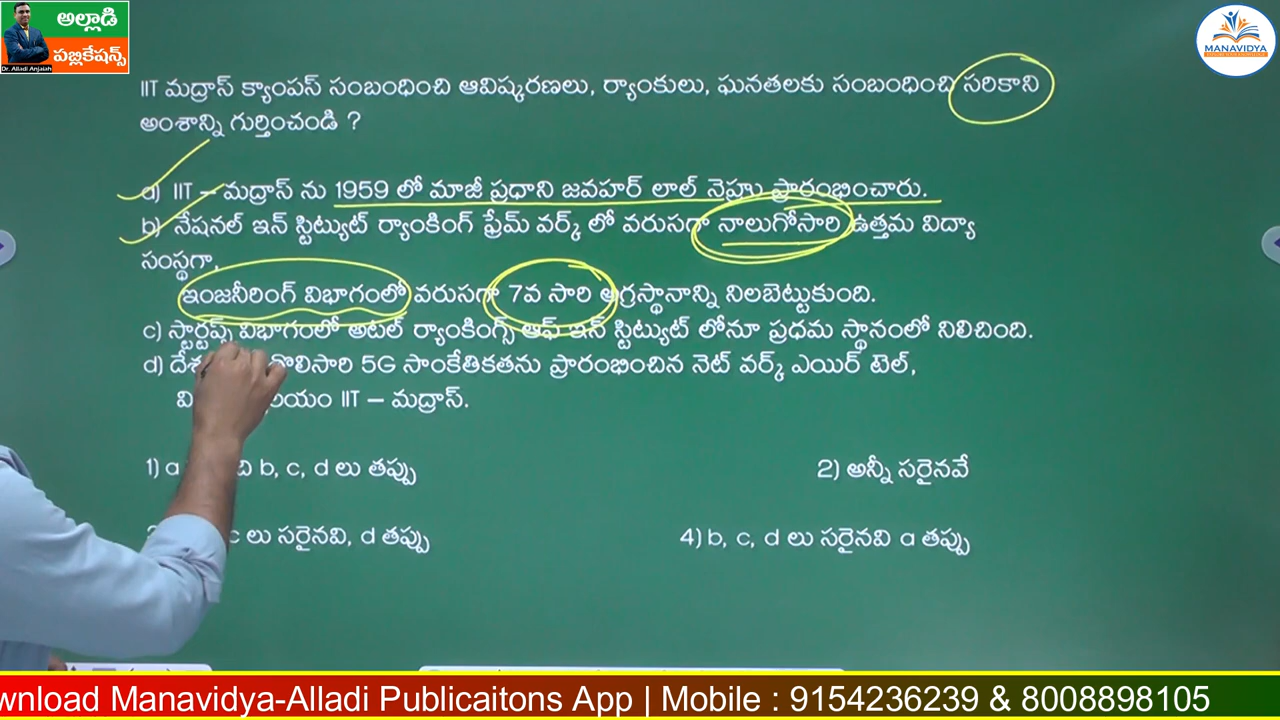 అల్లాడి
పబ్లికేషన్స్
Dr. Alladi Anjaiah
MANAVIDYA
IIT మద్రాస్ క్యాంపస్ సంబంధించి ఆవిష్కరణలు, ర్యాంకులు, ఘనతలకు సంబంధించి సరికాని
అంశాన్ని గుర్తించండి ?
a) IIT – మద్రాస్ ను 1959 లో మాజీ ప్రధాని జవహర్ లాల్ నెహ్రు ప్రారంభించారు.
b) నేషనల్ ఇన్ స్టిట్యుట్ ర్యాంకింగ్ ఫ్రేమ్ వర్క్ లో వరుసగా నాలుగోసారి ఉత్తమ విద్యా
సంస్థగా,
ఇంజనీరింగ్ విభాగంలో వరుసగా 7వ సారి అగ్రస్థానాన్ని నిలబెట్టుకుంది.
c) స్టార్టప్స్ విభాగంలో అటల్ ర్యాంకింగ్స్ ఆఫ్ ఇన్ స్టిట్యుట్ లోనూ ప్రధమ స్థానంలో నిలిచింది.
d) 5G సాంకేతికతను ప్రారంభించిన నెట్ వర్క్ ఎయిర్ టెల్,
IIT – మద్రాస్.
1) a b, c, d లు తప్పు
2) అన్నీ సరైనవే
c లు సరైనవి, d తప్పు
4) b, c, d లు సరైనవి a తప్పు
wnload Manavidya-Alladi Publicaitons App | Mobile : 9154236239 & 8008898105